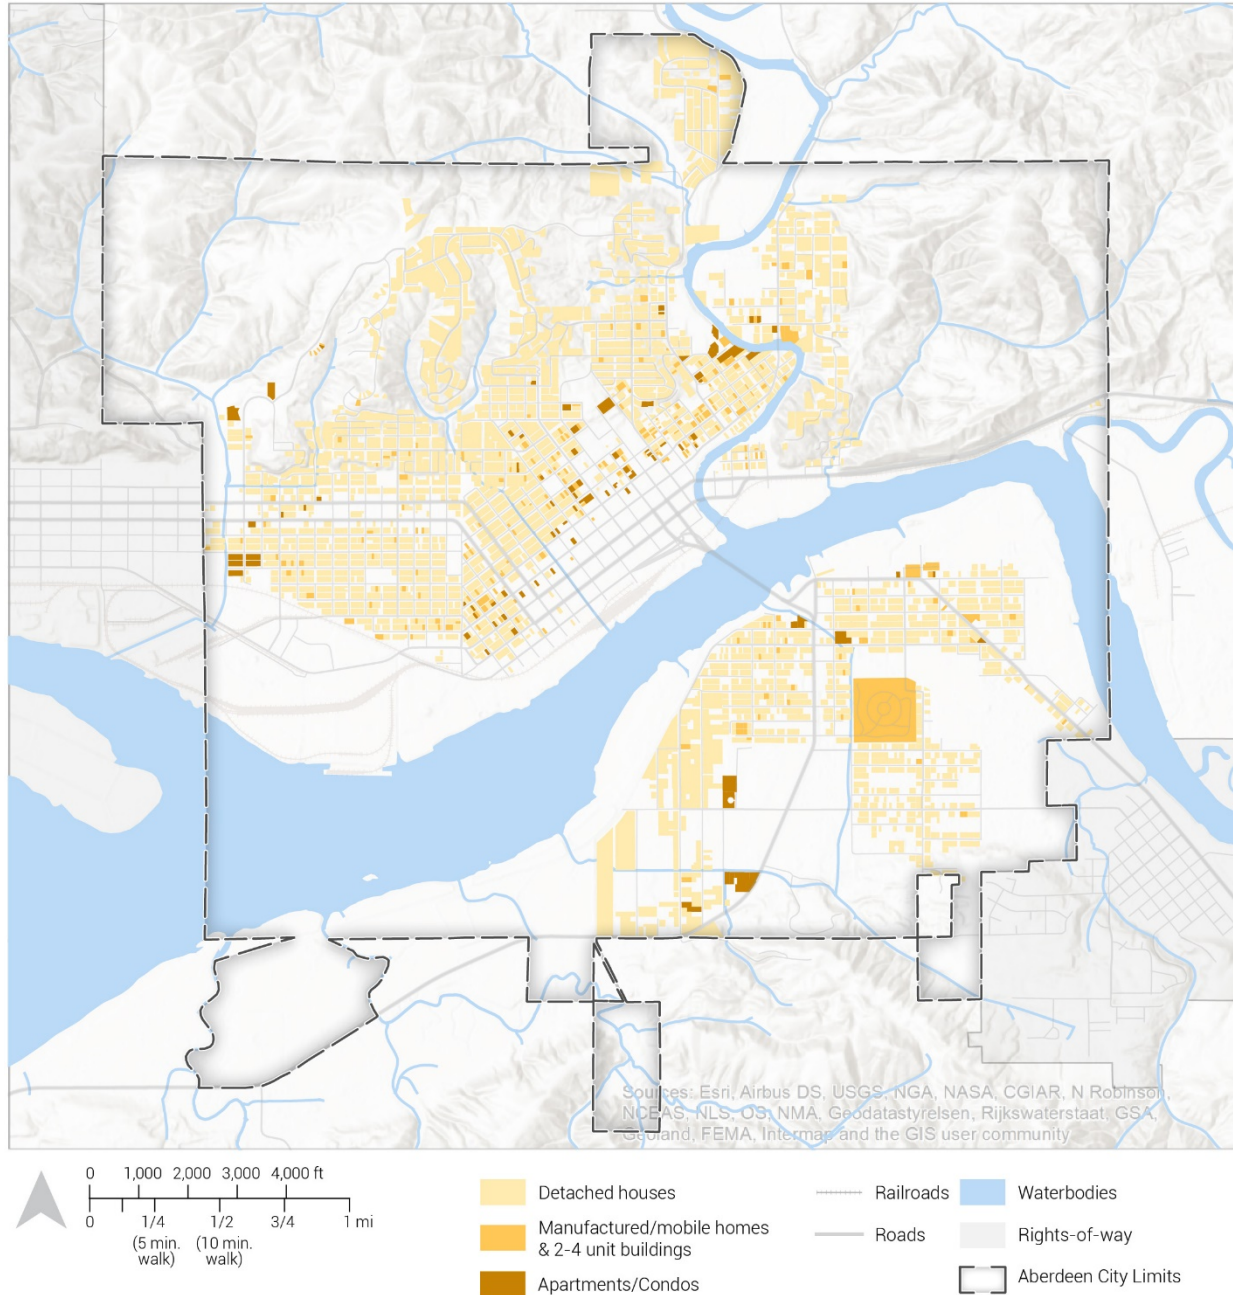 Sources: Esri, Airbus DS, USGS, NGA, NASA, CGIAR, N Robinson,
NCEAS, NLS, OS, NMA, Geodatastyrelsen, Rijkswaterstaat, GSA,
Geoland, FEMA, Intermap and the GIS user community
0 1,000 2,000 3,000 4,000 ft
0 1/4 1/2 3/4 1 mi
(5 min. (10 min.
walk) walk)
Detached houses
Manufactured/mobile homes
& 2-4 unit buildings
Apartments/Condos
Railroads
Roads
Waterbodies
Rights-of-way
Aberdeen City Limits